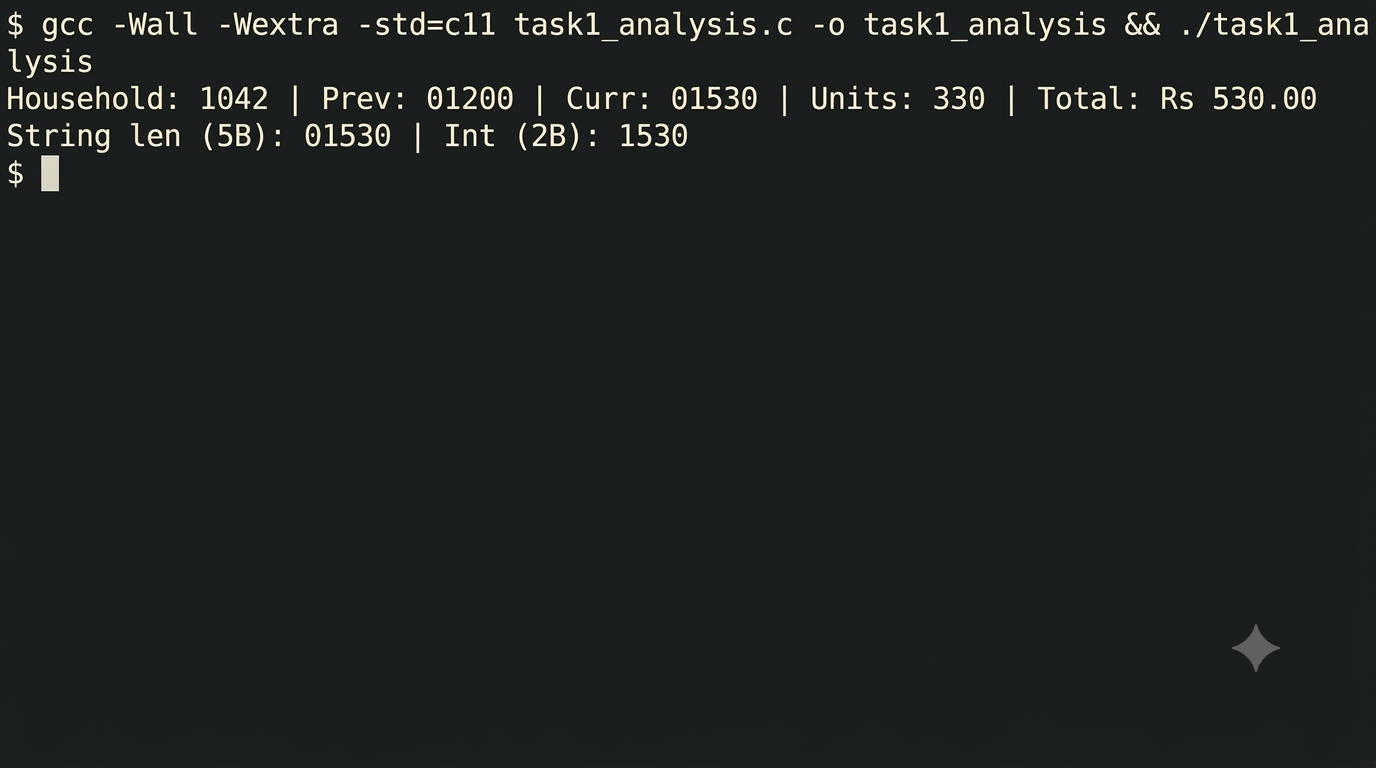 $ gcc -Wall -Wextra -std=c11 task1_analysis.c -o task1_analysis && ./task1_ana
lysis
Household: 1042 | Prev: 01200 | Curr: 01530 | Units: 330 | Total: Rs 530.00
String len (5B): 01530 | Int (2B): 1530
$